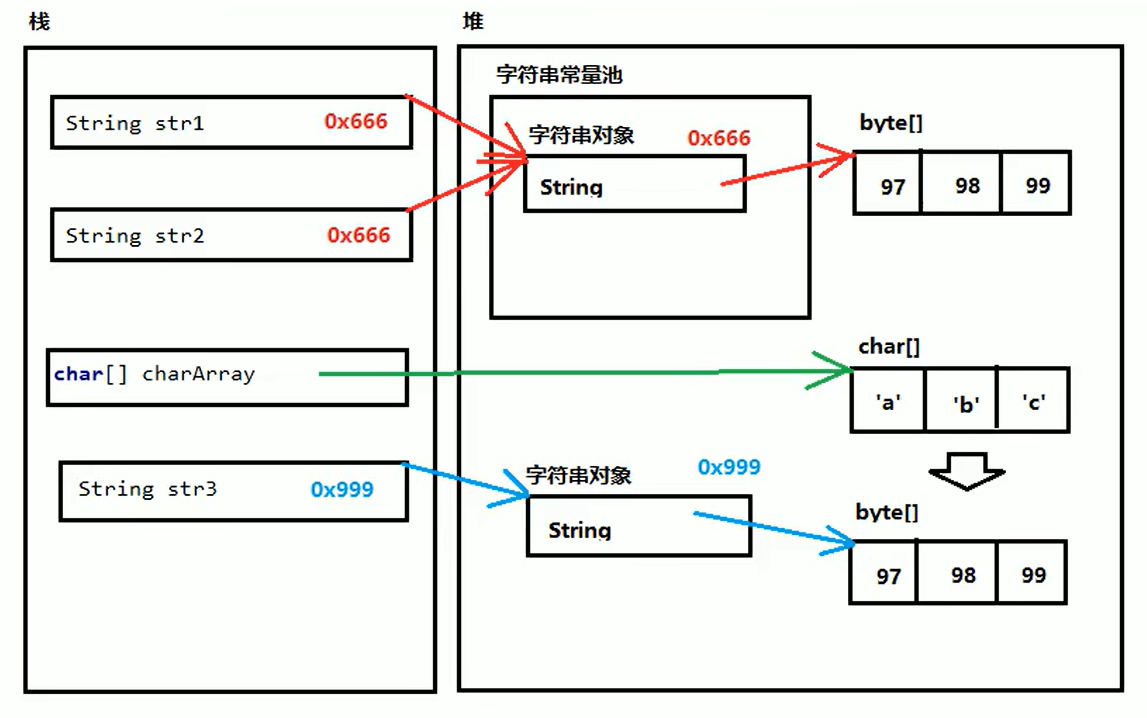 栈
String str1 0x666
String str2 0x666
char[] charArray
String str3 0x999
堆
字符串常量池
字符串对象 0x666
String
byte[]
97 98 99
char[]
'a' 'b' 'c'
字符串对象 0x999
String
byte[]
97 98 99